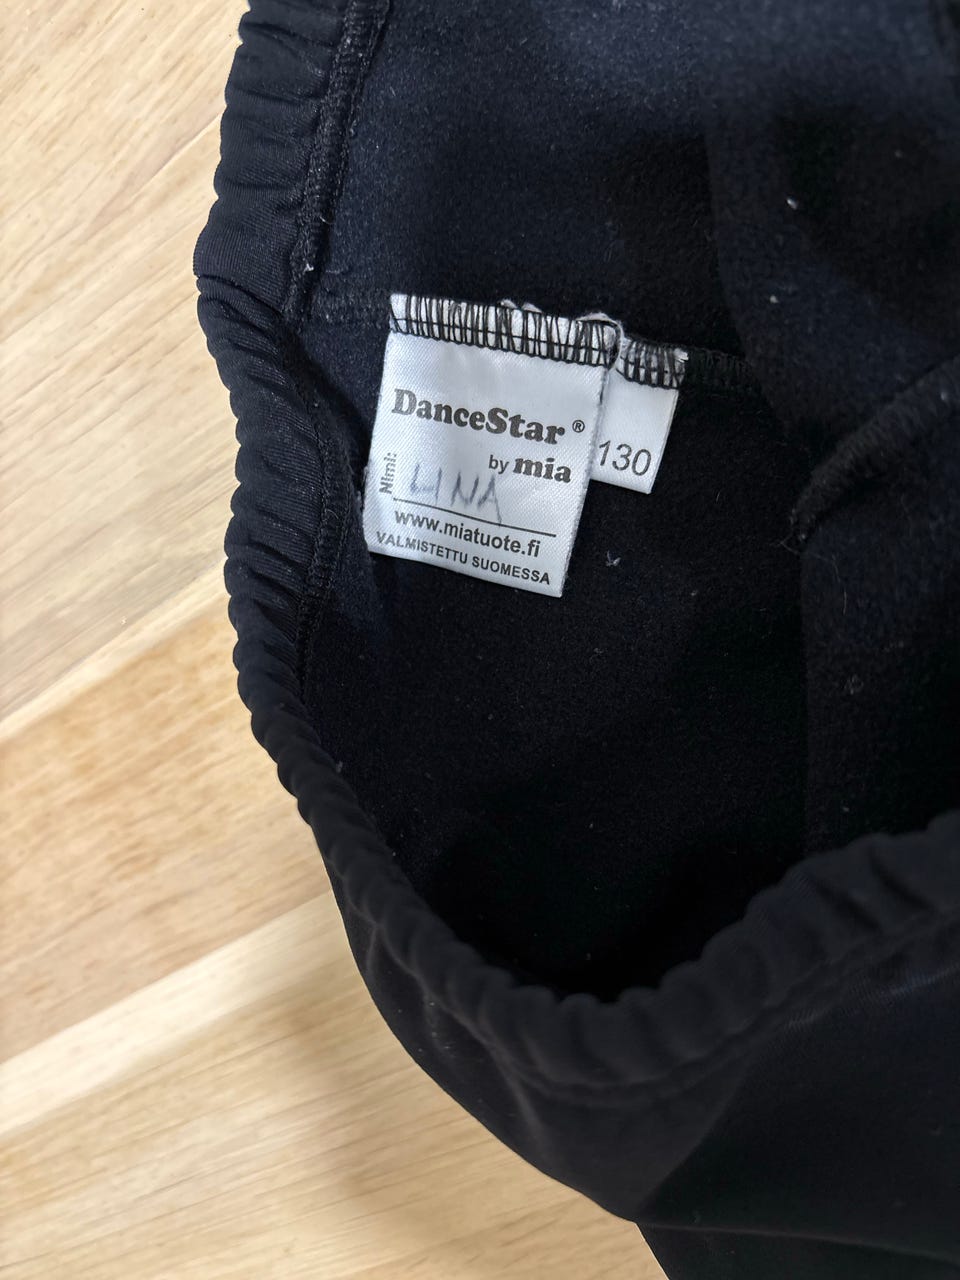 DanceStar®
by mia
Nimi: LINA
www.miatuote.fi
VALMISTETTU SUOMESSA
130